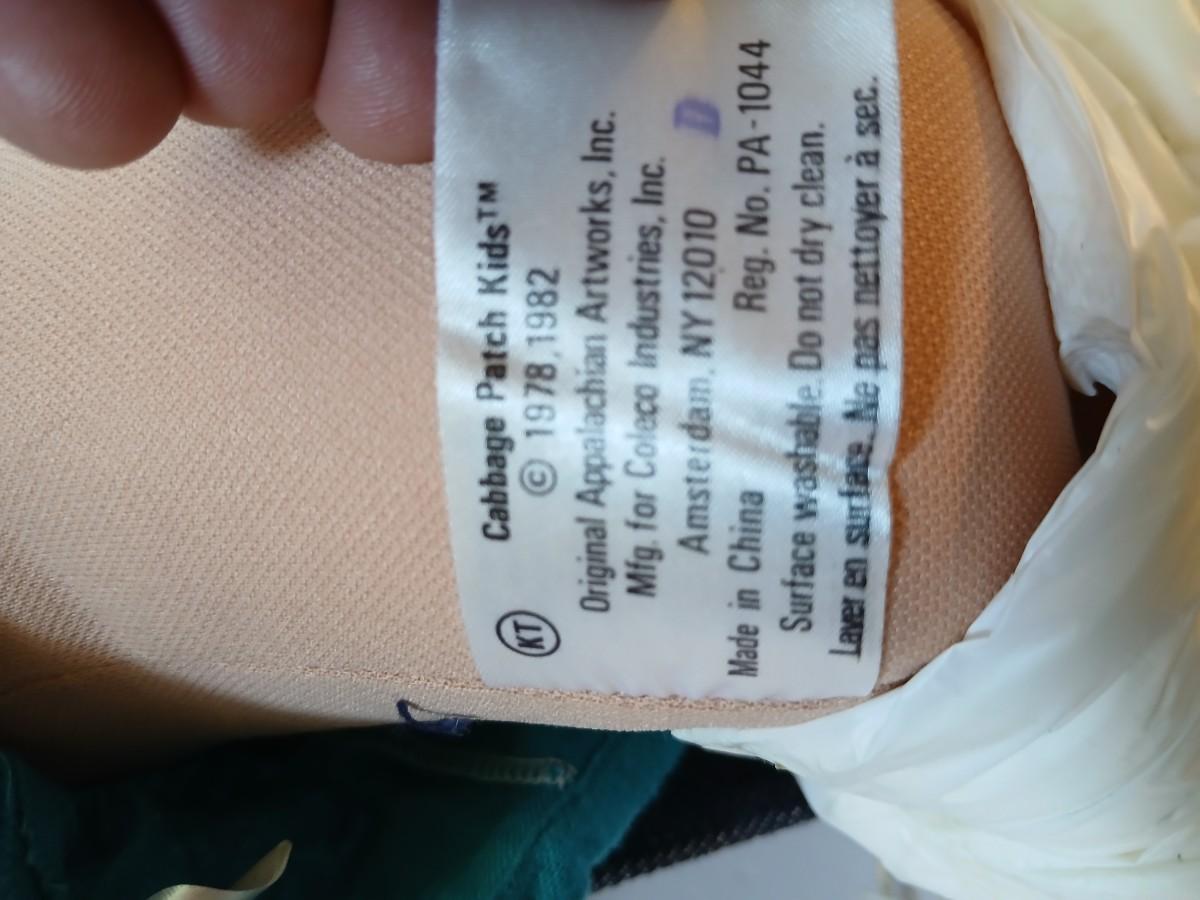 KT
Cabbage Patch Kids™
© 1978,1982
Original Appalachian Artworks, Inc.
Mfg. for Coleco Industries, Inc.
Amsterdam, NY 12010
D
Made in China Reg. No. PA-1044
Surface washable. Do not dry clean.
Laver en surface. Ne pas nettoyer à sec.